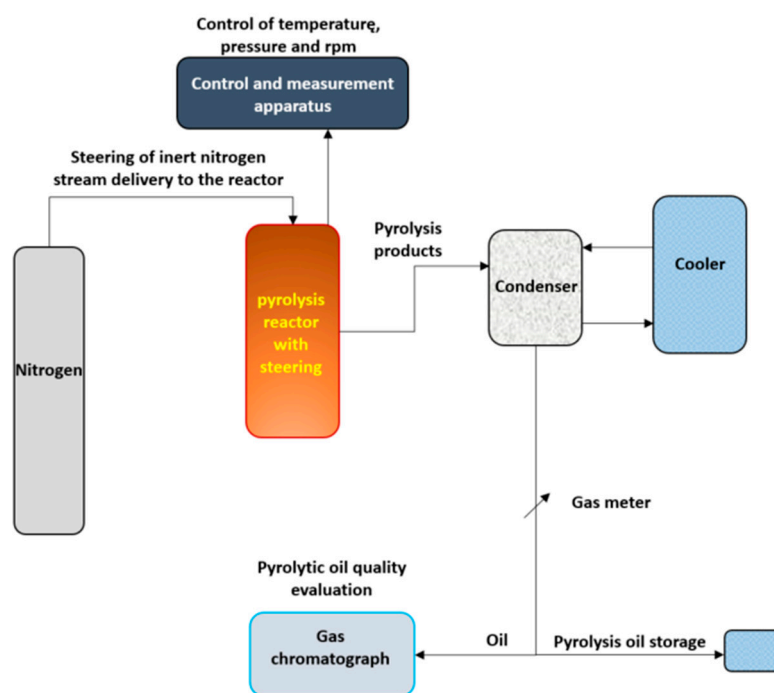 Control of temperaturę,
pressure and rpm
Control and measurement
apparatus
Steering of inert nitrogen
stream delivery to the reactor
Pyrolysis
products
Cooler
Condenser
pyrolysis
reactor
with
steering
Nitrogen
Gas meter
Pyrolytic oil quality
evaluation
Gas
chromatograph
Oil
Pyrolysis oil storage